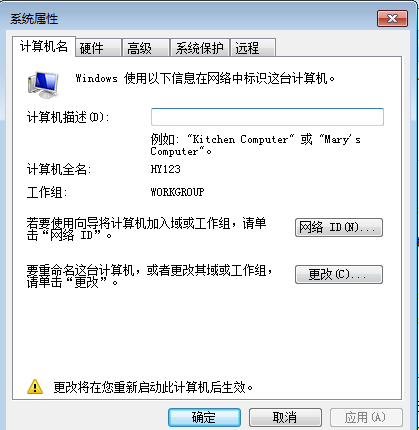 系统属性
计算机名 硬件 高级 系统保护 远程
Windows 使用以下信息在网络中标识这台计算机。
计算机描述(D):
例如: "Kitchen Computer" 或 "Mary's
Computer"。
计算机全名: HY123
工作组: WORKGROUP
若要使用向导将计算机加入域或工作组，请单
击“网络 ID”。
网络 ID(N)...
要重命名这台计算机，或者更改其域或工作组，
请单击“更改”。
更改(C)...
更改将在您重新启动此计算机后生效。
确定 取消 应用(A)